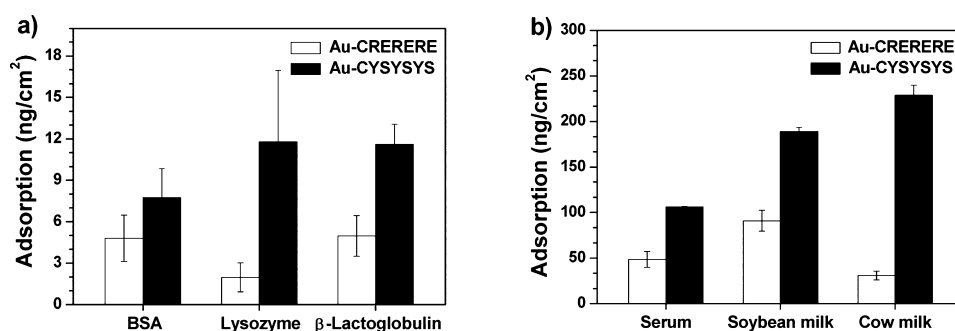 a)
Adsorption (ng/cm²)
18
15
12
9
6
3
0
Au-CRERERE
Au-CYSYSYS
BSA Lysozyme β-Lactoglobulin
b)
Adsorption (ng/cm²)
300
250
200
150
100
50
0
Au-CRERERE
Au-CYSYSYS
Serum Soybean milk Cow milk